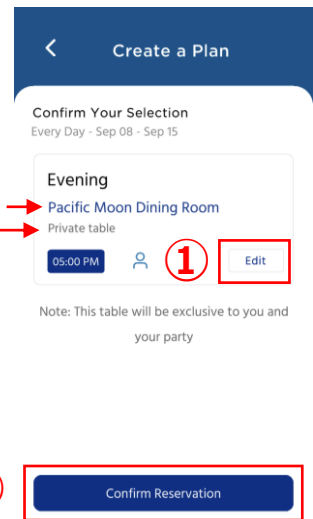 Create a Plan
Confirm Your Selection
Every Day - Sep 08 - Sep 15
Evening
Pacific Moon Dining Room
Private table
05:00 PM 1 Edit
Note: This table will be exclusive to you and
your party
Confirm Reservation